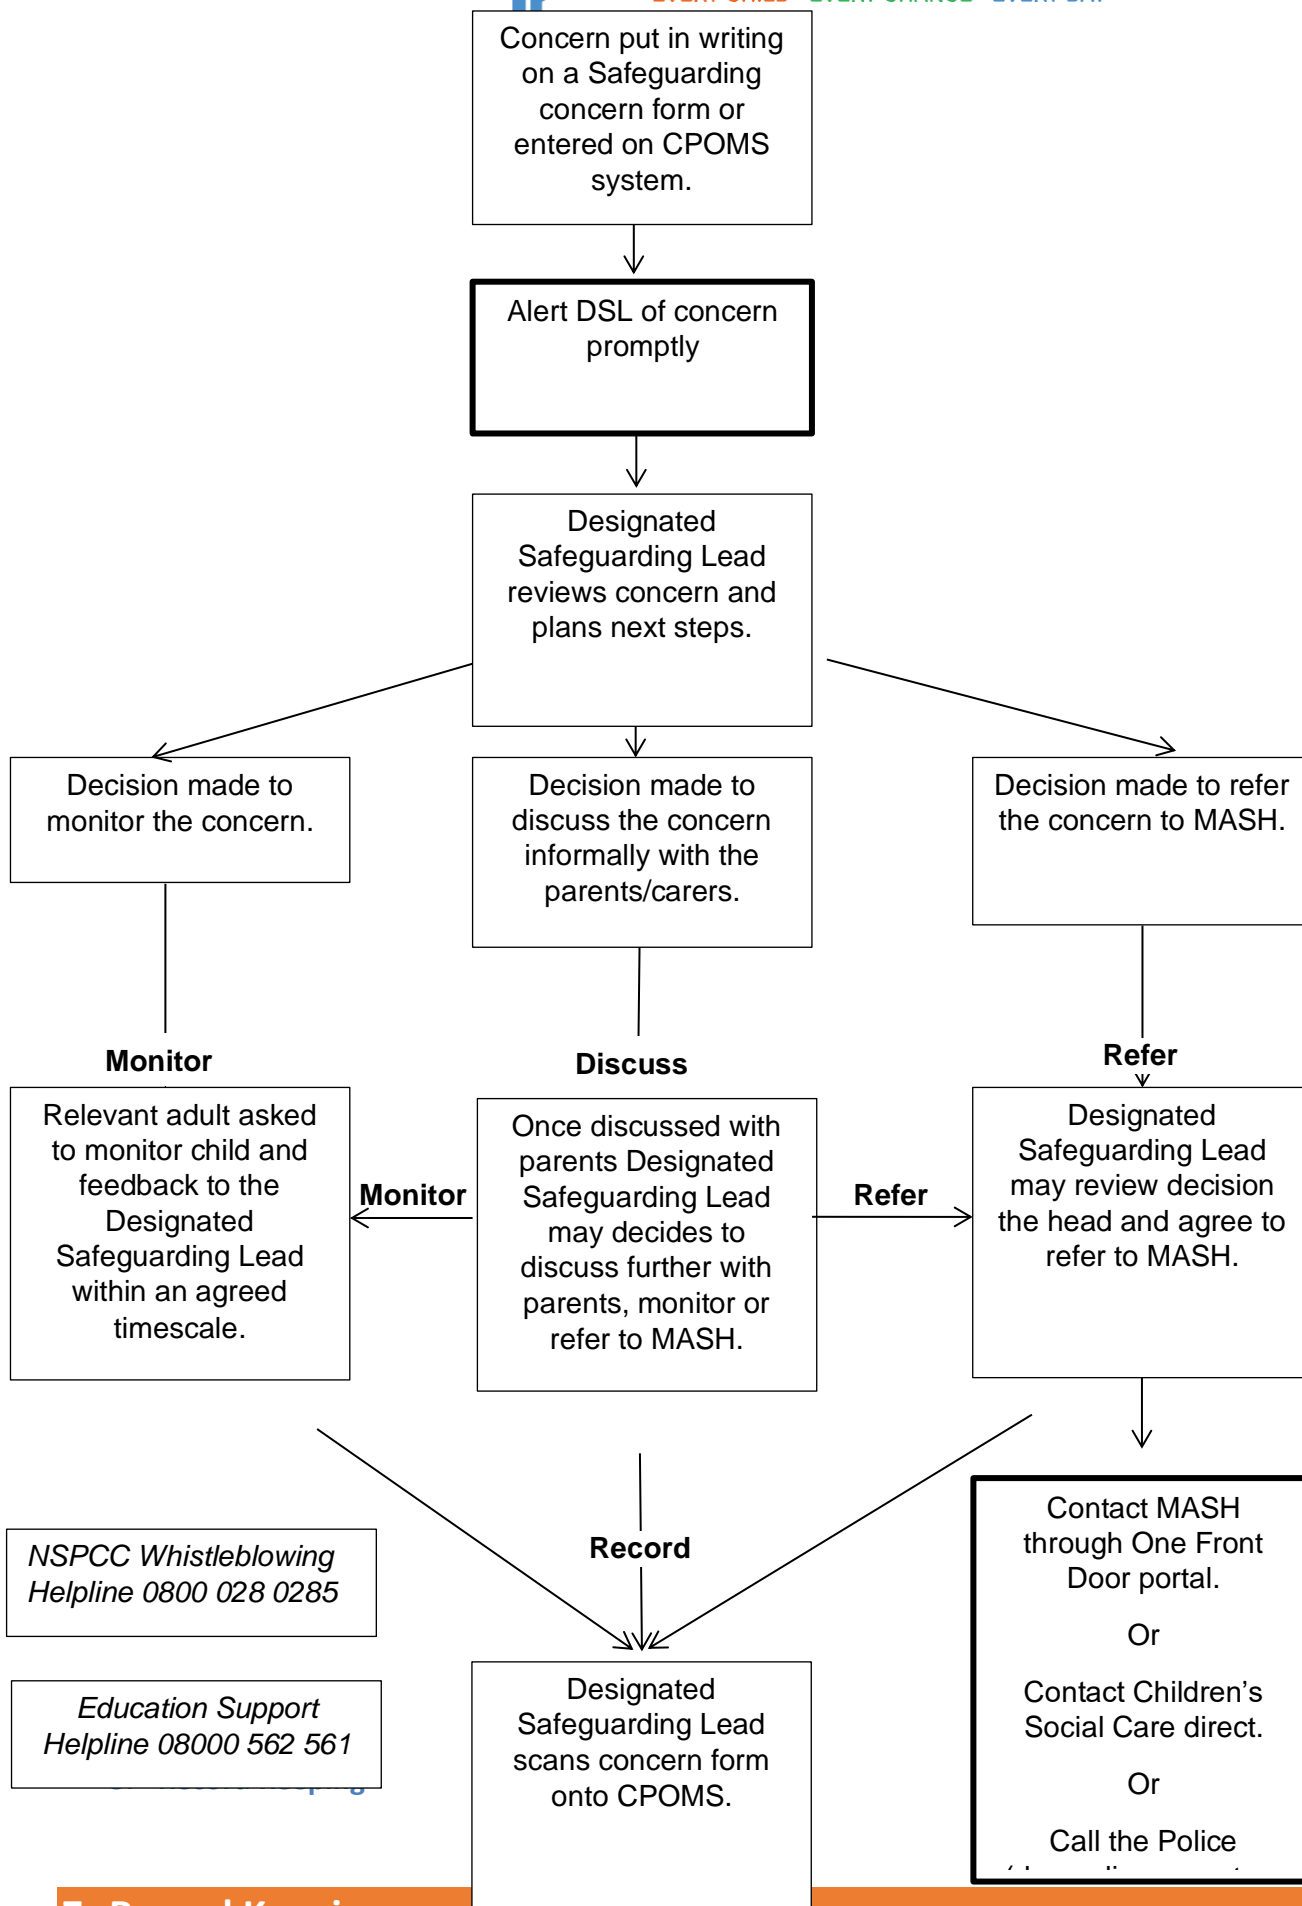 Concern put in writing
on a Safeguarding
concern form or
entered on CPOMS
system.
Alert DSL of concern
promptly
Designated
Safeguarding Lead
reviews concern and
plans next steps.
Decision made to
monitor the concern.
Decision made to
discuss the concern
informally with the
parents/carers.
Decision made to refer
the concern to MASH.
Monitor
Discuss
Refer
Relevant adult asked
to monitor child and
feedback to the
Designated
Safeguarding Lead
within an agreed
timescale.
Monitor
Once discussed with
parents Designated
Safeguarding Lead
may decides to
discuss further with
parents, monitor or
refer to MASH.
Refer
Designated
Safeguarding Lead
may review decision
the head and agree to
refer to MASH.
Record
NSPCC Whistleblowing
Helpline 0800 028 0285
Education Support
Helpline 08000 562 561
Designated
Safeguarding Lead
scans concern form
onto CPOMS.
Contact MASH
through One Front
Door portal.
Or
Contact Children’s
Social Care direct.
Or
Call the Police